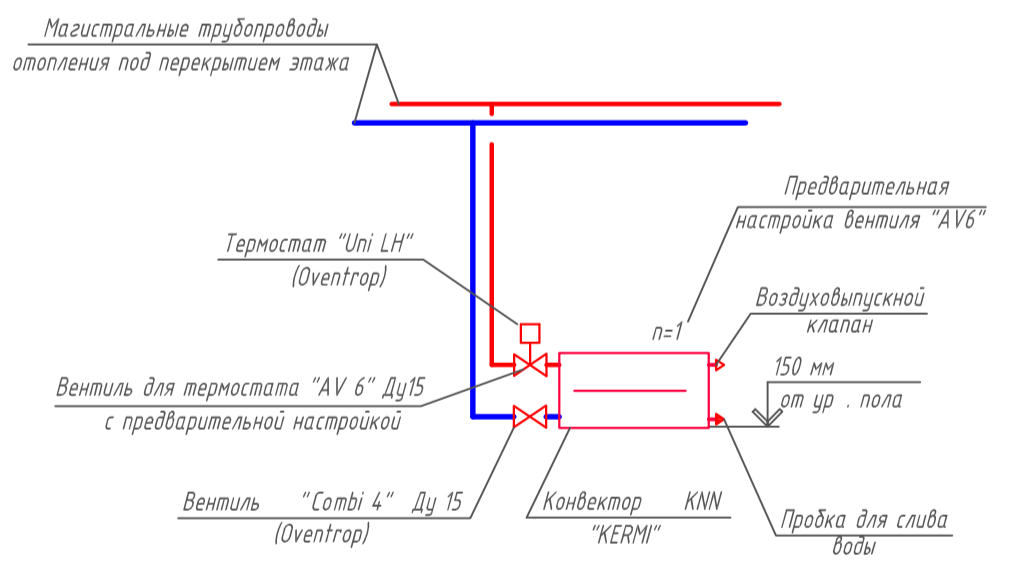 Магистральные трубопроводы
отопления под перекрытием этажа
Предварительная
настройка вентиля "AV6"
Термостат "Uni LH"
(Oventrop)
Воздуховыпускной
клапан
n=1
150 мм
от ур . пола
Вентиль для термостата "AV 6" Ду15
с предварительной настройкой
Вентиль "Combi 4" Ду 15
(Oventrop)
Конвектор KNN
"KERMI"
Пробка для слива
воды